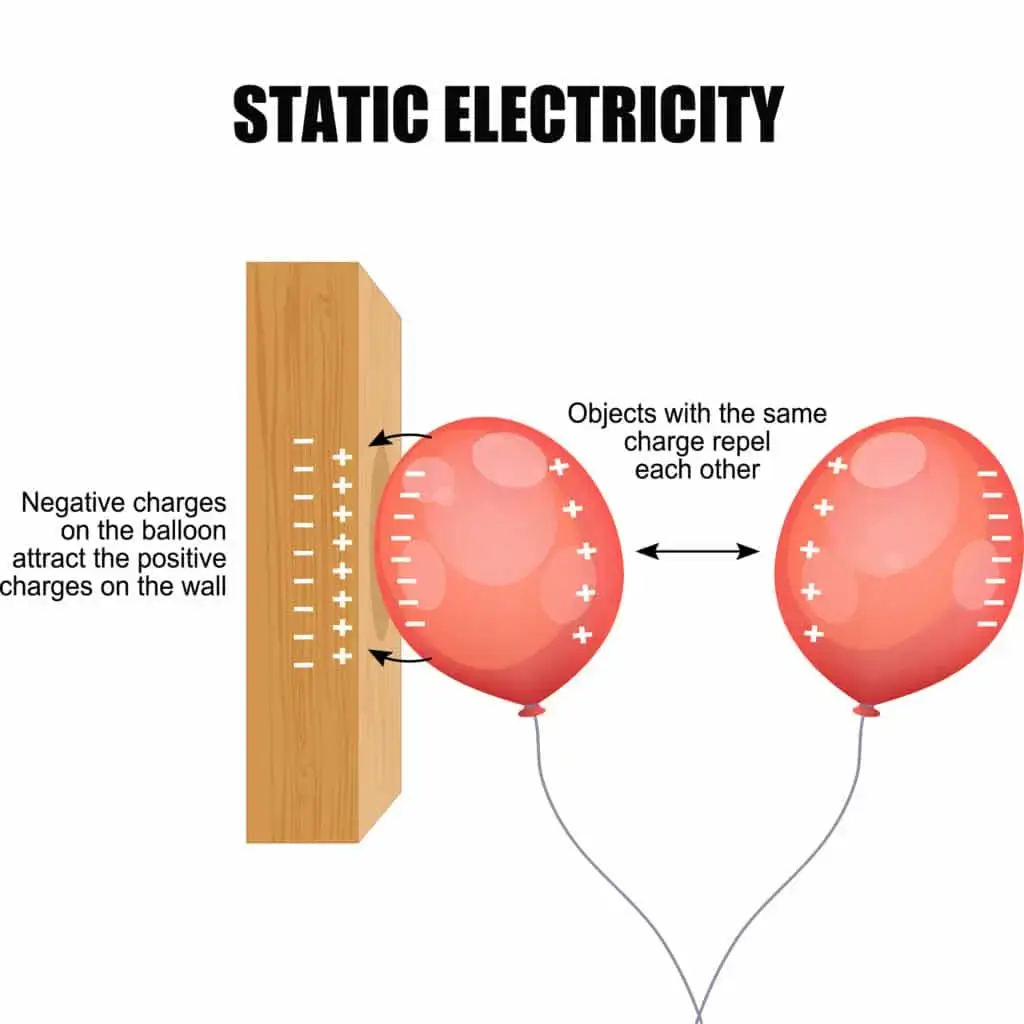 STATIC ELECTRICITY
Objects with the same
charge repel
each other
Negative charges
on the balloon
attract the positive
charges on the wall